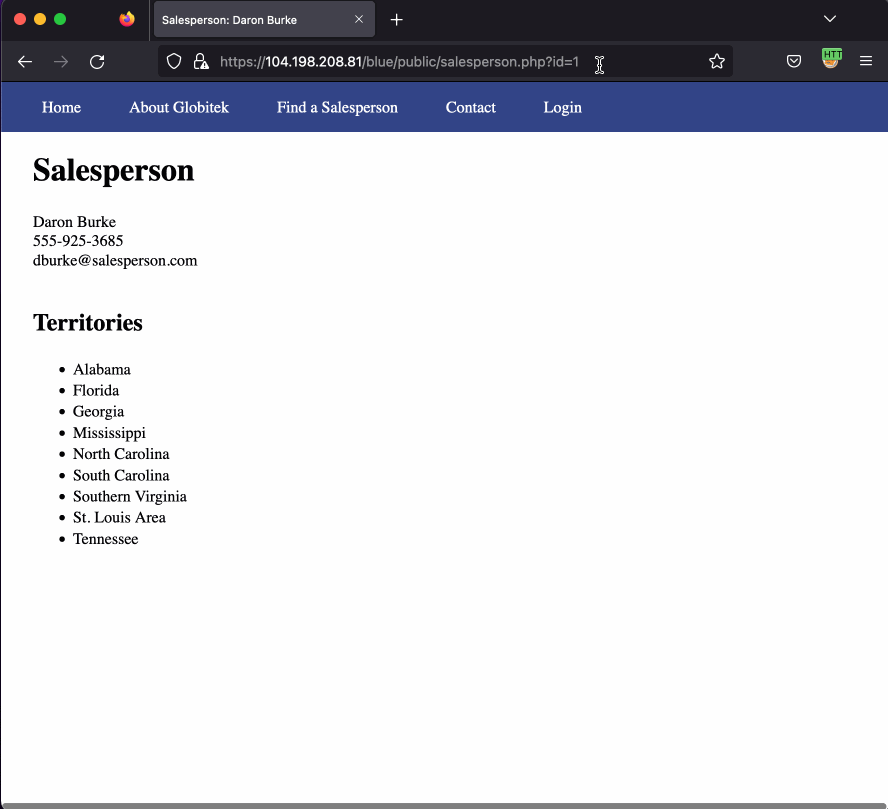 Salesperson: Daron Burke
https://104.198.208.81/blue/public/salesperson.php?id=1
HTT
Home About Globitek Find a Salesperson Contact Login
Salesperson
Daron Burke
555-925-3685
dburke@salesperson.com
Territories
Alabama
Florida
Georgia
Mississippi
North Carolina
South Carolina
Southern Virginia
St. Louis Area
Tennessee